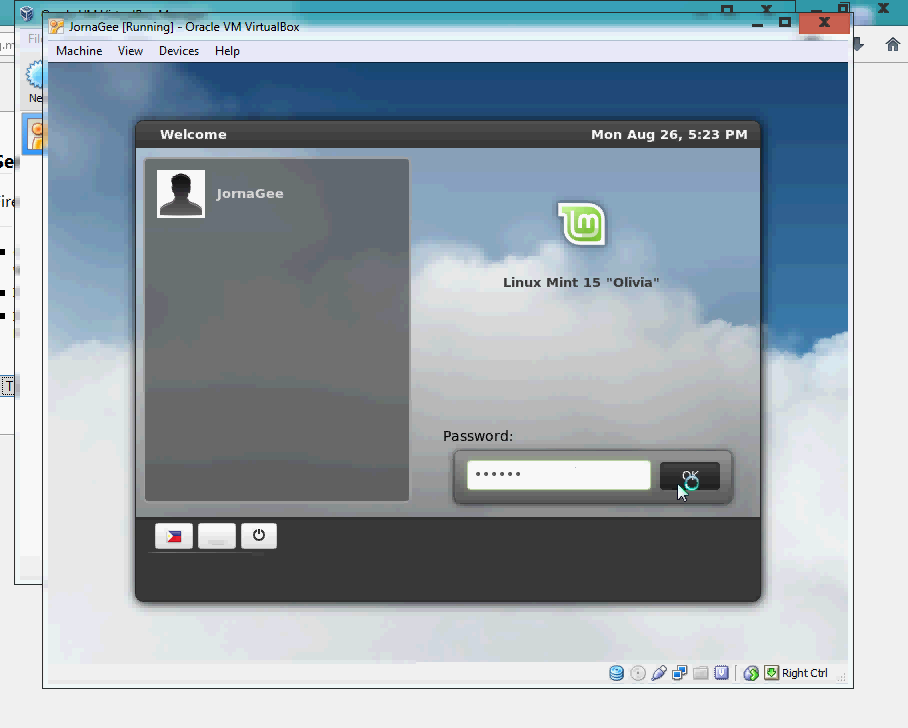 JornaGee [Running] - Oracle VM VirtualBox
Machine View Devices Help
Welcome
Mon Aug 26, 5:23 PM
JornaGee
Linux Mint 15 "Olivia"
Password:
OK
Right Ctrl